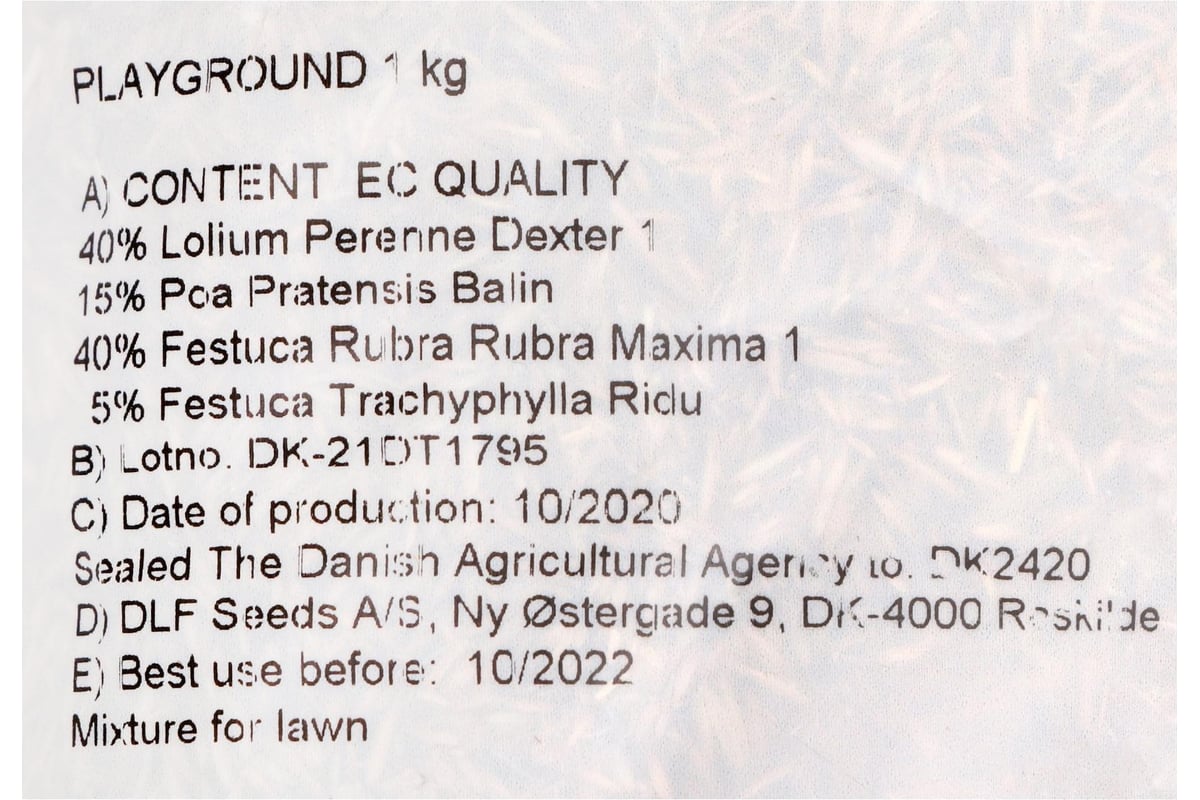 PLAYGROUND 1 kg
A) CONTENT EC QUALITY
40% Lolium Perenne Dexter 1
15% Poa Pratensis Balin
40% Festuca Rubra Rubra Maxima 1
5% Festuca Trachyphylla Ridu
B) Lotno. DK-21DT1795
C) Date of production: 10/2020
Sealed The Danish Agricultural Agency to. DK2420
D) DLF Seeds A/S, Ny Østergade 9, DK-4000 Roskilde
E) Best use before: 10/2022
Mixture for lawn